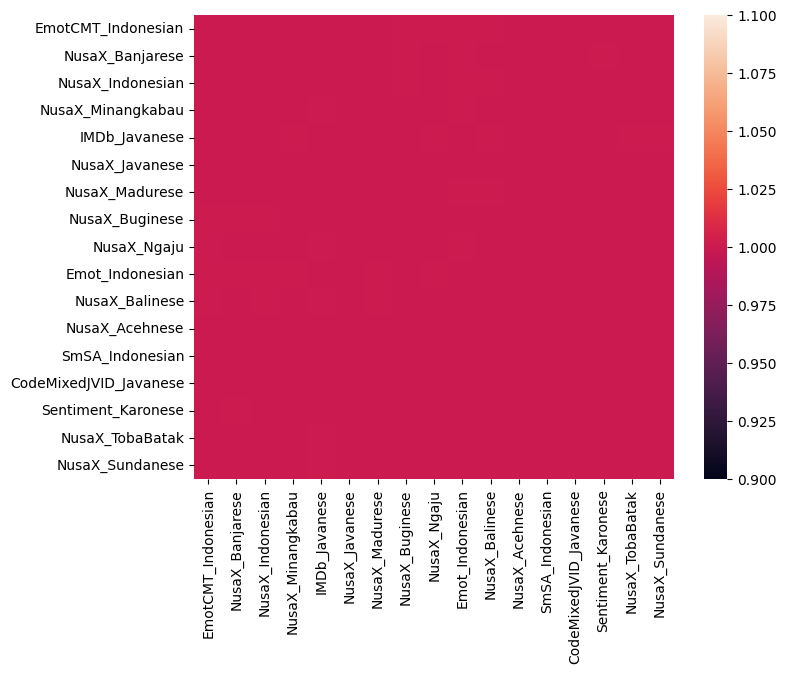 EmotCMT_Indonesian
NusaX_Banjarese
NusaX_Indonesian
NusaX_Minangkabau
IMDb_Javanese
NusaX_Javanese
NusaX_Madurese
NusaX_Buginese
NusaX_Ngaju
Emot_Indonesian
NusaX_Balinese
NusaX_Acehnese
SmSA_Indonesian
CodeMixedJVID_Javanese
Sentiment_Karonese
NusaX_TobaBatak
NusaX_Sundanese
EmotCMT_Indonesian
NusaX_Banjarese
NusaX_Indonesian
NusaX_Minangkabau
IMDb_Javanese
NusaX_Javanese
NusaX_Madurese
NusaX_Buginese
NusaX_Ngaju
Emot_Indonesian
NusaX_Balinese
NusaX_Acehnese
SmSA_Indonesian
CodeMixedJVID_Javanese
Sentiment_Karonese
NusaX_TobaBatak
NusaX_Sundanese
1.100
1.075
1.050
1.025
1.000
0.975
0.950
0.925
0.900